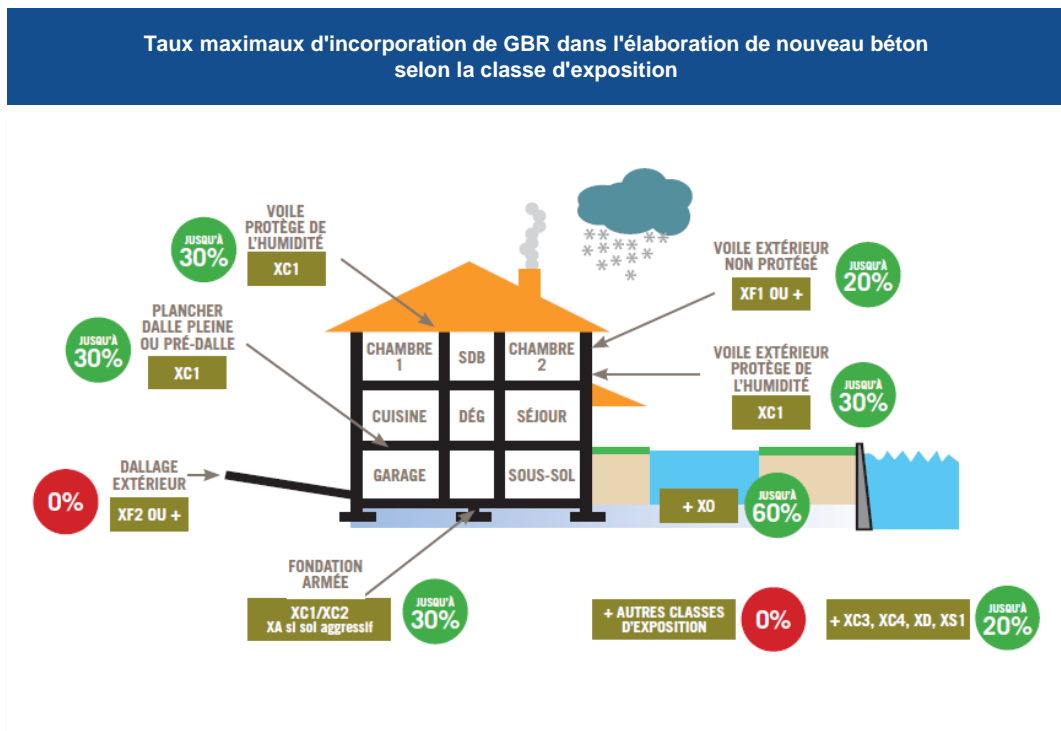 Taux maximaux d'incorporation de GBR dans l'élaboration de nouveau béton
selon la classe d'exposition
VOILE
PROTÈGE DE
L'HUMIDITÉ
XC1
JUSQU'À
30%
PLANCHER
DALLE PLEINE
OU PRÉ-DALLE
XC1
JUSQU'À
30%
DALLAGE
EXTÉRIEUR
XF2 OU +
0%
FONDATION
ARMÉE
XC1/XC2
XA si sol aggressif
JUSQU'À
30%
CHAMBRE
1
SDB
CHAMBRE
2
CUISINE
DÉG
SÉJOUR
GARAGE
SOUS-SOL
VOILE EXTÉRIEUR
NON PROTÉGÉ
XF1 OU +
JUSQU'À
20%
VOILE EXTÉRIEUR
PROTÈGE DE
L'HUMIDITÉ
XC1
JUSQU'À
30%
+ XO
JUSQU'À
60%
+ AUTRES CLASSES
D'EXPOSITION
0%
+ XC3, XC4, XD, XS1
JUSQU'À
20%